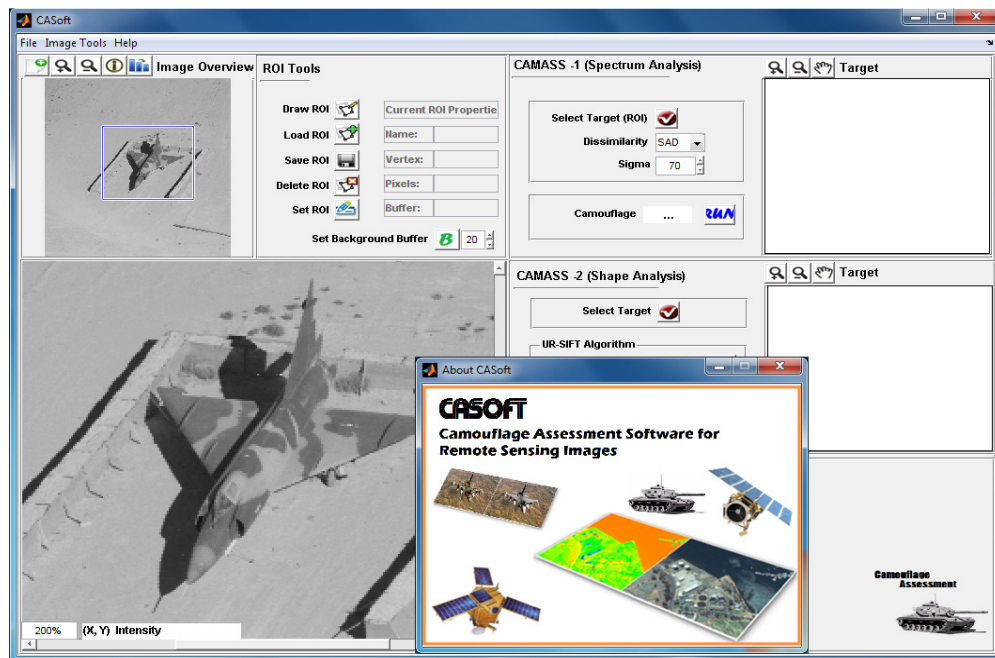 CASoft
File Image Tools Help
Image Overview
ROI Tools
Draw ROI
Load ROI
Save ROI
Delete ROI
Set ROI
Current ROI Propertie
Name:
Vertex:
Pixels:
Buffer:
Set Background Buffer B 20
CAMASS -1 (Spectrum Analysis)
Select Target (ROI)
Dissimilarity SAD
Sigma 70
Camouflage ... RUN
Target
CAMASS -2 (Shape Analysis)
Select Target
UR-SIFT Algorithm
Target
About CASoft
CASOFT
Camouflage Assessment Software for
Remote Sensing Images
Camouflage
Assessment
200% (X, Y) Intensity